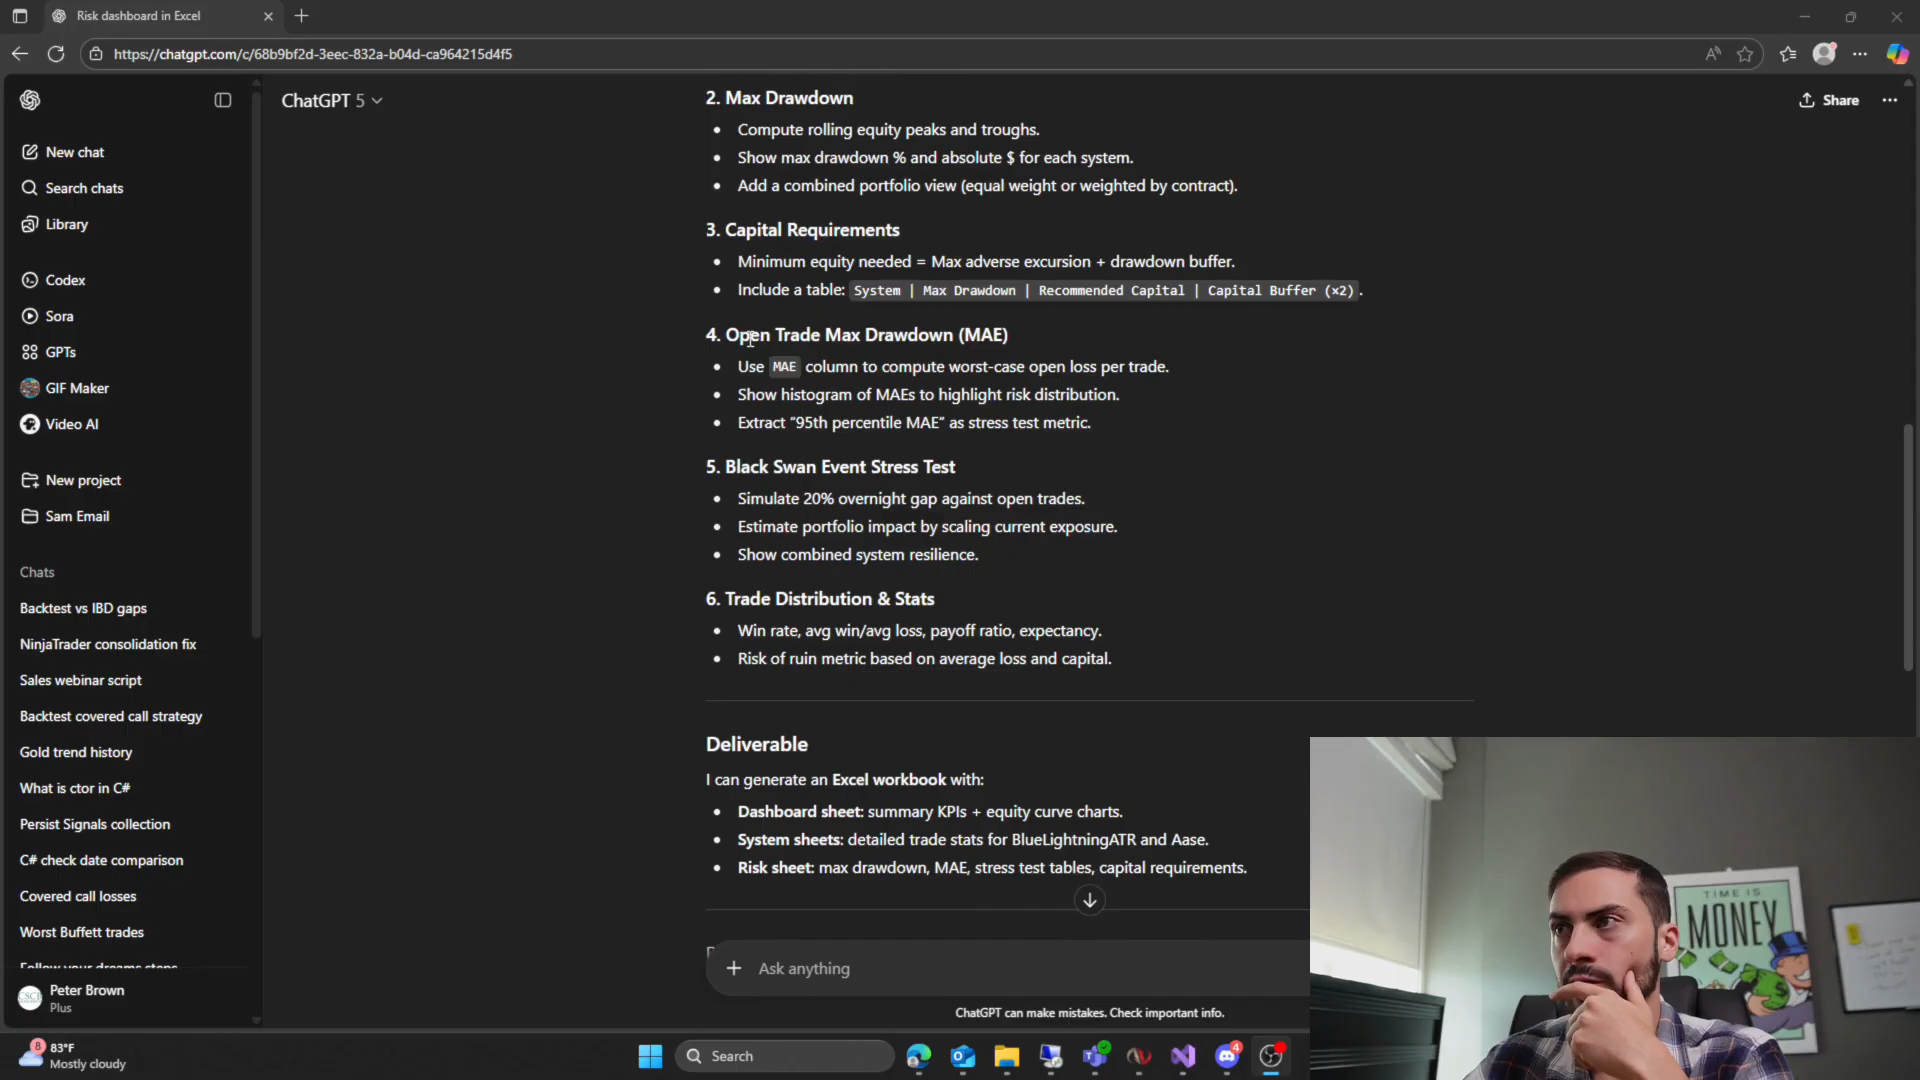 Risk dashboard in Excel
https://chatgpt.com/c/68b9bf2d-3eec-832a-b04d-ca964215d4f5
ChatGPT 5
Share
New chat
Search chats
Library
Codex
Sora
GPTs
GIF Maker
Video AI
New project
Sam Email
Chats
Backtest vs IBD gaps
NinjaTrader consolidation fix
Sales webinar script
Backtest covered call strategy
Gold trend history
What is ctor in C#
Persist Signals collection
C# check date comparison
Covered call losses
Worst Buffett trades
Follow your dreams steps
Peter Brown
Plus
2. Max Drawdown
• Compute rolling equity peaks and troughs.
• Show max drawdown % and absolute $ for each system.
• Add a combined portfolio view (equal weight or weighted by contract).
3. Capital Requirements
• Minimum equity needed = Max adverse excursion + drawdown buffer.
• Include a table: System | Max Drawdown | Recommended Capital | Capital Buffer (×2).
4. Open Trade Max Drawdown (MAE)
• Use MAE column to compute worst-case open loss per trade.
• Show histogram of MAEs to highlight risk distribution.
• Extract “95th percentile MAE” as stress test metric.
5. Black Swan Event Stress Test
• Simulate 20% overnight gap against open trades.
• Estimate portfolio impact by scaling current exposure.
• Show combined system resilience.
6. Trade Distribution & Stats
• Win rate, avg win/avg loss, payoff ratio, expectancy.
• Risk of ruin metric based on average loss and capital.
Deliverable
I can generate an Excel workbook with:
• Dashboard sheet: summary KPIs + equity curve charts.
• System sheets: detailed trade stats for BlueLightningATR and Aase.
• Risk sheet: max drawdown, MAE, stress test tables, capital requirements.
Ask anything
ChatGPT can make mistakes. Check important info.
TIME IS
MONEY
8
83°F
Mostly cloudy
Search
4